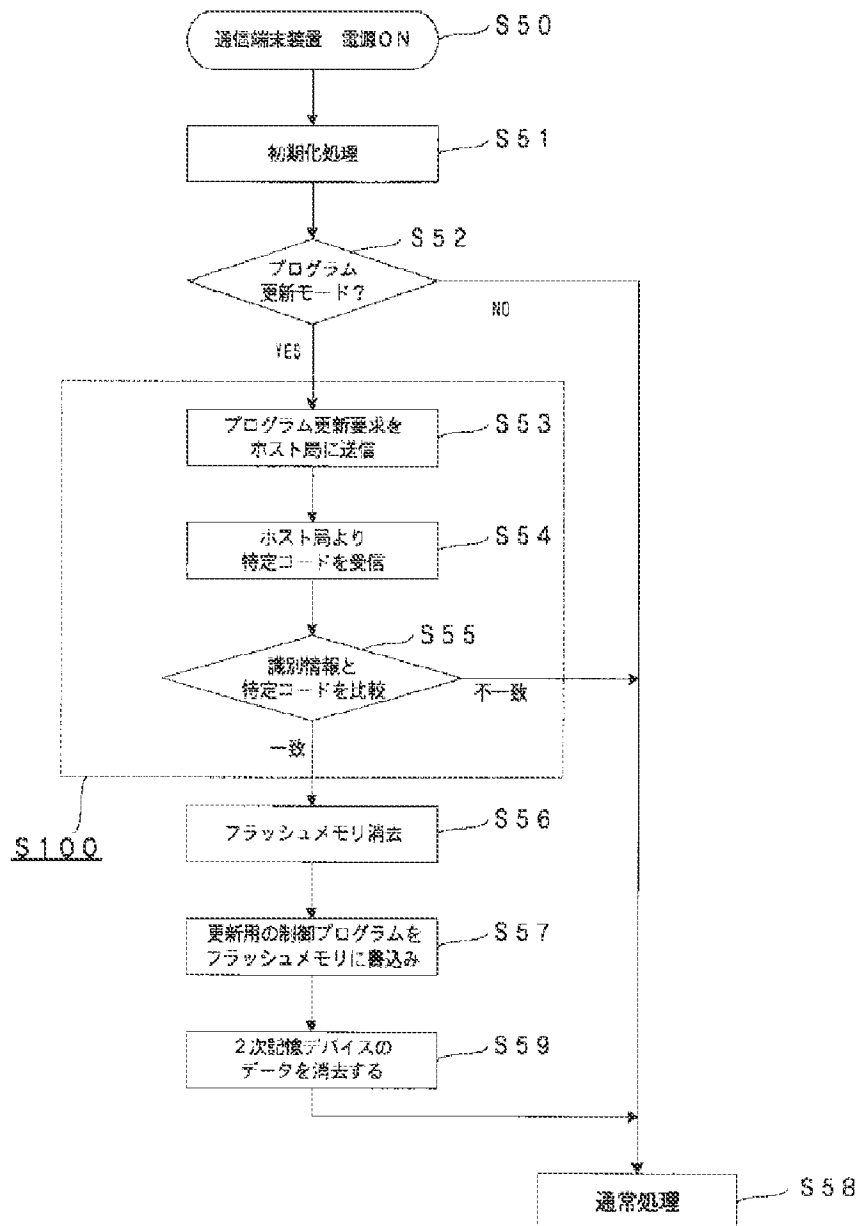 通信端末装置 電源ON
S50
初期化処理
S51
S52
プログラム
更新モード?
NO
YES
プログラム更新要求を
ホスト局に送信
S53
ホスト局より
特定コードを受信
S54
S55
識別情報と
特定コードを比較
不一致
一致
S100
フラッシュメモリ消去
S56
更新用の制御プログラムを
フラッシュメモリに書込み
S57
2次記憶デバイスの
データを消去する
S59
通常処理
S58